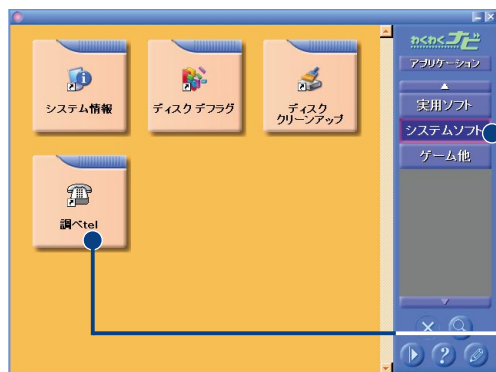 わくわくナビ
アプリケーション
実用ソフト
システムソフト
ゲーム他
システム情報
ディスク デフラグ
ディスク
クリーンアップ
調べtel